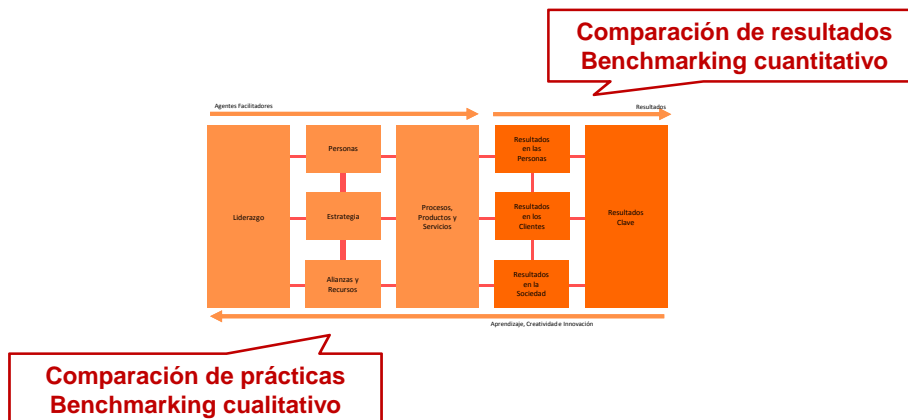 Comparación de resultados
Benchmarking cuantitativo
Agentes Facilitadores
Resultados
Liderazgo
Personas
Estrategia
Alianzas y
Recursos
Procesos,
Productos y
Servicios
Resultados
en las
Personas
Resultados
en los
Clientes
Resultados
en la
Sociedad
Resultados
Clave
Aprendizaje, Creatividad e Innovación
Comparación de prácticas
Benchmarking cualitativo